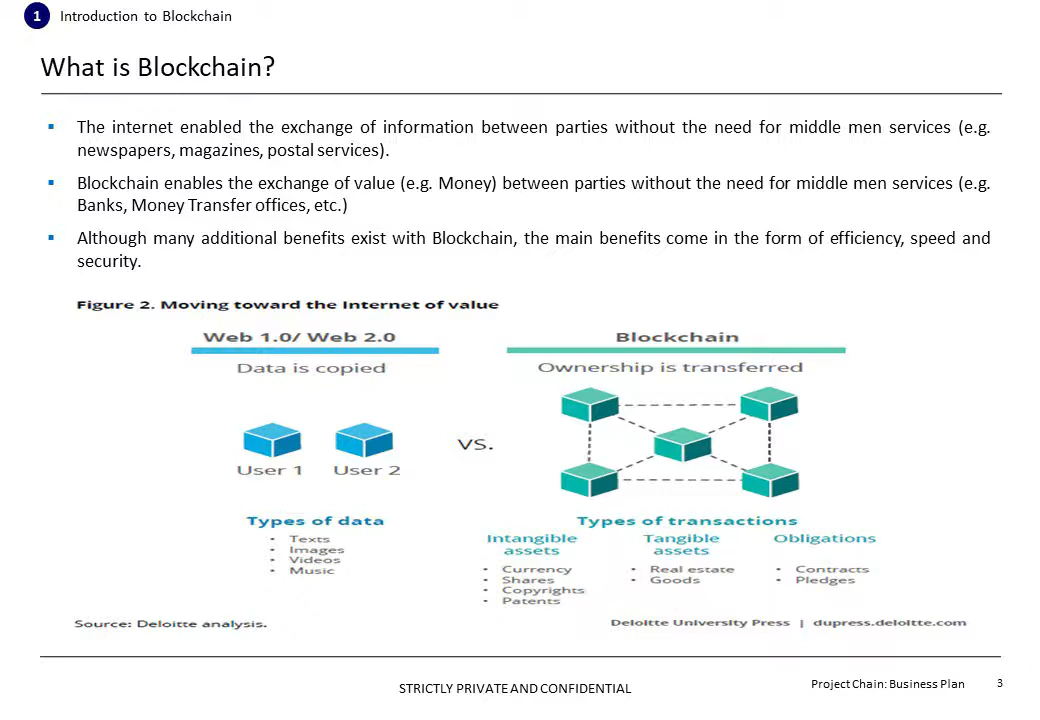 1 Introduction to Blockchain
What is Blockchain?
▪ The internet enabled the exchange of information between parties without the need for middle men services (e.g.
newspapers, magazines, postal services).
▪ Blockchain enables the exchange of value (e.g. Money) between parties without the need for middle men services (e.g.
Banks, Money Transfer offices, etc.)
▪ Although many additional benefits exist with Blockchain, the main benefits come in the form of efficiency, speed and
security.
Figure 2. Moving toward the Internet of value
Web 1.0/ Web 2.0
Data is copied
User 1 User 2
Types of data
• Texts
• Images
• Videos
• Music
vs.
Blockchain
Ownership is transferred
Types of transactions
Intangible
assets
• Currency
• Shares
• Copyrights
• Patents
Tangible
assets
• Real estate
• Goods
Obligations
• Contracts
• Pledges
Source: Deloitte analysis.
Deloitte University Press | dupress.deloitte.com
STRICTLY PRIVATE AND CONFIDENTIAL
Project Chain: Business Plan 3